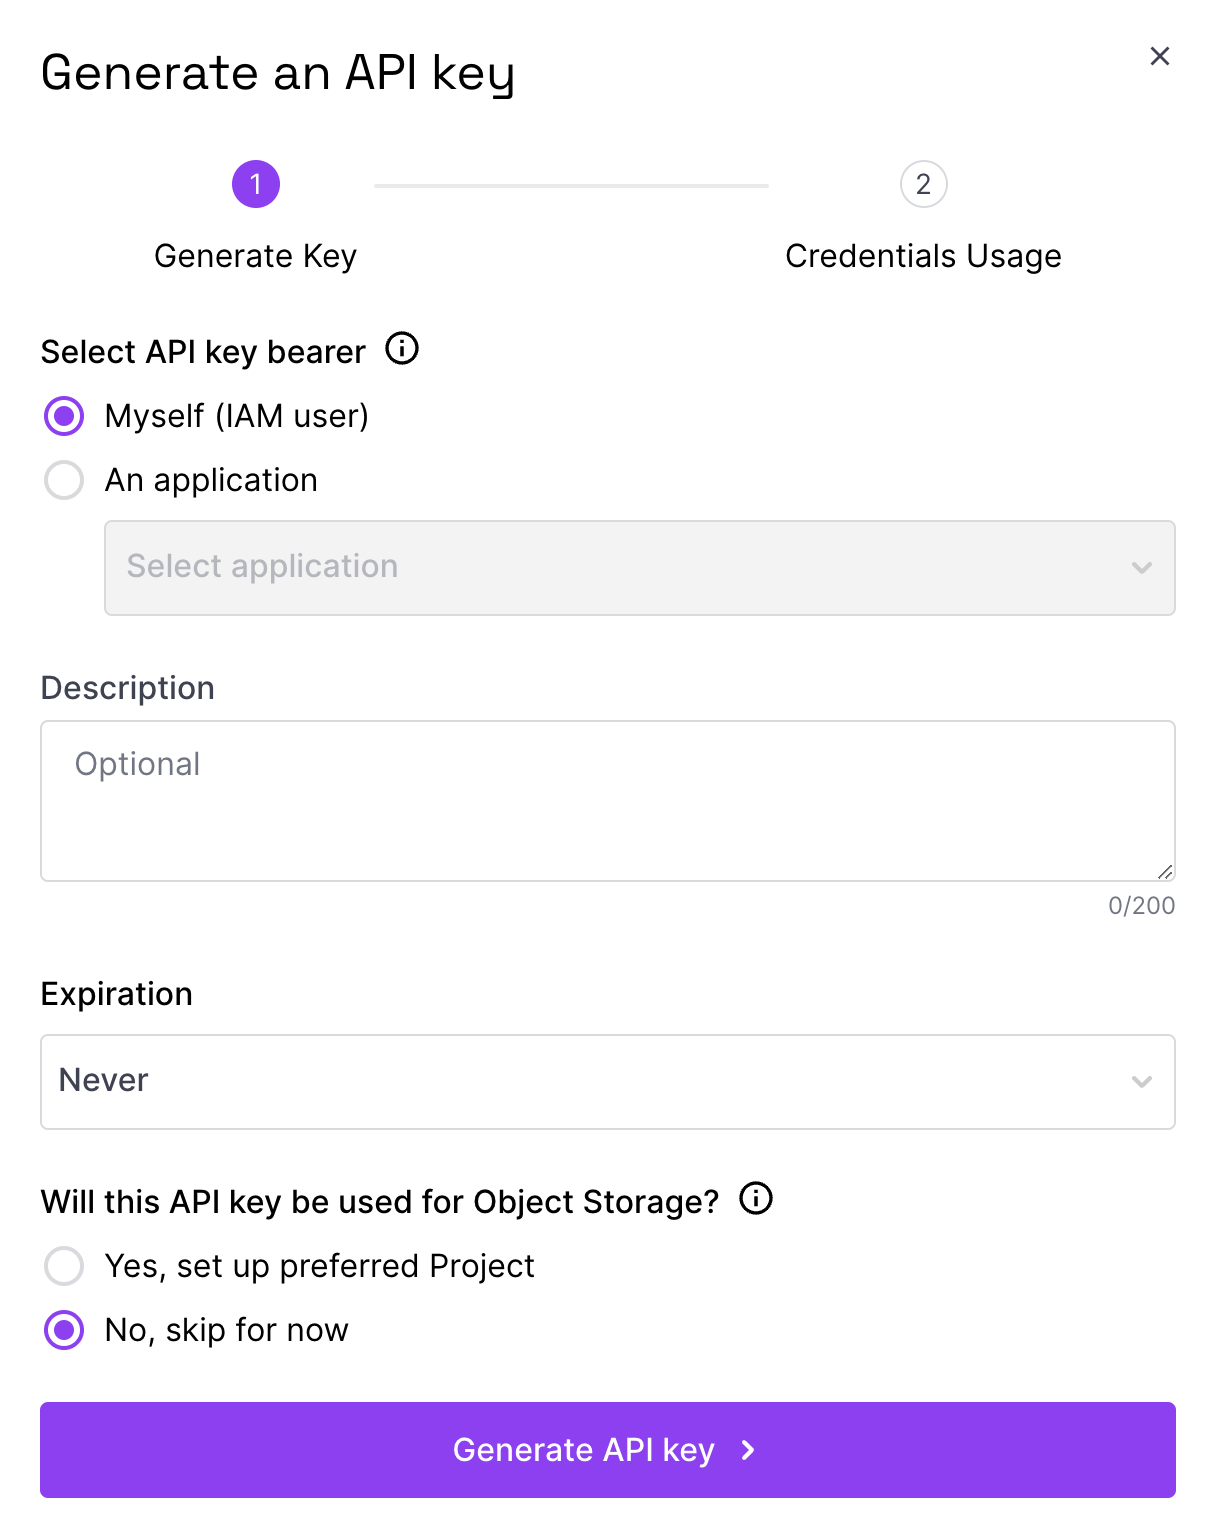 Generate an API key
1
2
Generate Key
Credentials Usage
Select API key bearer
Myself (IAM user)
An application
Select application
Description
Optional
0/200
Expiration
Never
Will this API key be used for Object Storage?
Yes, set up preferred Project
No, skip for now
Generate API key